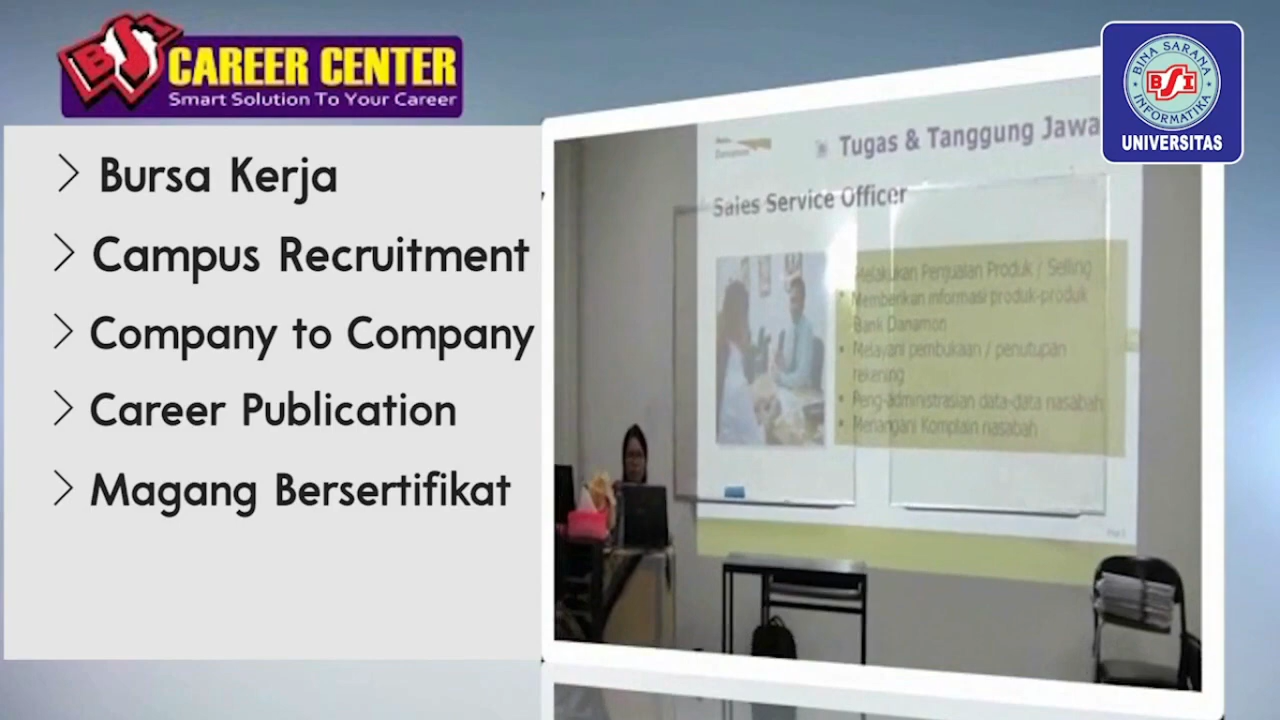 BSI CAREER CENTER
Smart Solution To Your Career
> Bursa Kerja
> Campus Recruitment
> Company to Company
> Career Publication
> Magang Bersertifikat
Danamon
Tugas & Tanggung Jawa
Sales Service Officer
Melakukan Penjualan Produk / Selling
• Memberikan informasi produk-produk
Bank Danamon
• Melayani pembukaan / penutupan
rekening
• Peng-administrasian data-data nasabah
• Menangani Komplain nasabah
BINA SARANA
BSI
INFORMATIKA
UNIVERSITAS